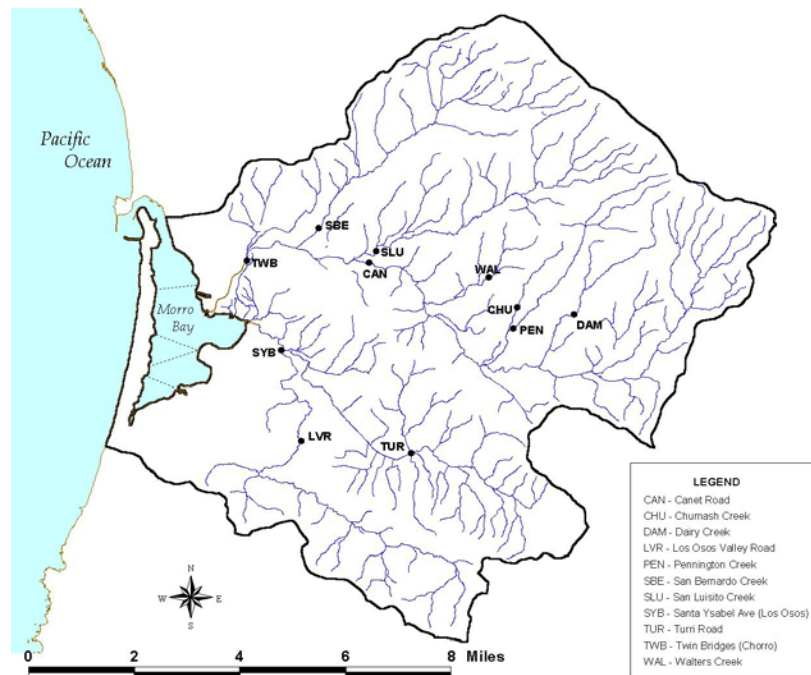 Pacific
Ocean
SBE
SLU
TWB
CAN
WAL
Morro
Bay
CHU
PEN
DAM
SYB
LVR
TUR
LEGEND
CAN - Canet Road
CHU - Chumash Creek
DAM - Dairy Creek
LVR - Los Osos Valley Road
PEN - Pennington Creek
SBE - San Bernardo Creek
SLU - San Luisito Creek
SYB - Santa Ysabel Ave (Los Osos)
TUR - Turri Road
TWB - Twin Bridges (Chorro)
WAL - Walters Creek
N
W E
S
0 2 4 6 8 Miles